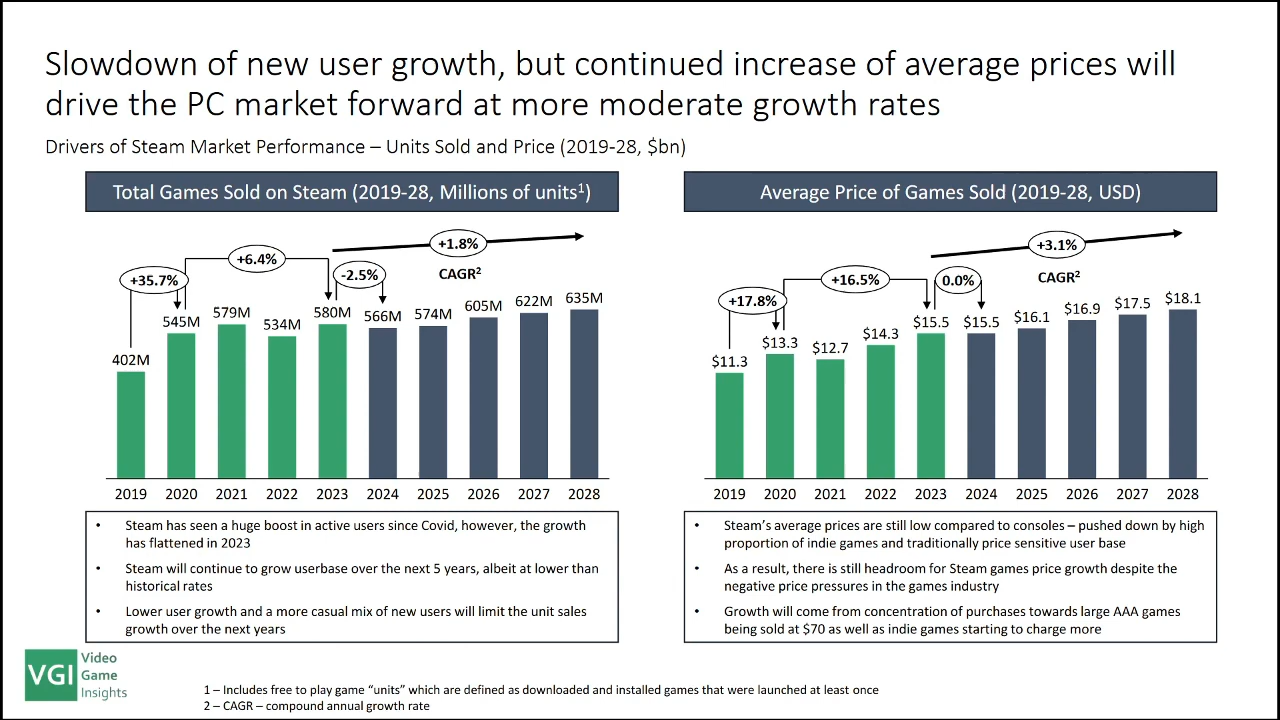 Slowdown of new user growth, but continued increase of average prices will
drive the PC market forward at more moderate growth rates
Drivers of Steam Market Performance – Units Sold and Price (2019-28, $bn)
Total Games Sold on Steam (2019-28, Millions of units¹)
+1.8%
+6.4%
-2.5%
CAGR²
+35.7%
402M
545M
579M
534M
580M
566M
574M
605M
622M
635M
2019 2020 2021 2022 2023 2024 2025 2026 2027 2028
• Steam has seen a huge boost in active users since Covid, however, the growth
has flattened in 2023
• Steam will continue to grow userbase over the next 5 years, albeit at lower than
historical rates
• Lower user growth and a more casual mix of new users will limit the unit sales
growth over the next years
Average Price of Games Sold (2019-28, USD)
+3.1%
+16.5%
0.0%
CAGR²
+17.8%
$11.3
$13.3
$12.7
$14.3
$15.5
$15.5
$16.1
$16.9
$17.5
$18.1
2019 2020 2021 2022 2023 2024 2025 2026 2027 2028
• Steam’s average prices are still low compared to consoles – pushed down by high
proportion of indie games and traditionally price sensitive user base
• As a result, there is still headroom for Steam games price growth despite the
negative price pressures in the games industry
• Growth will come from concentration of purchases towards large AAA games
being sold at $70 as well as indie games starting to charge more
VGI
Video
Game
Insights
1 – Includes free to play game “units” which are defined as downloaded and installed games that were launched at least once
2 – CAGR – compound annual growth rate